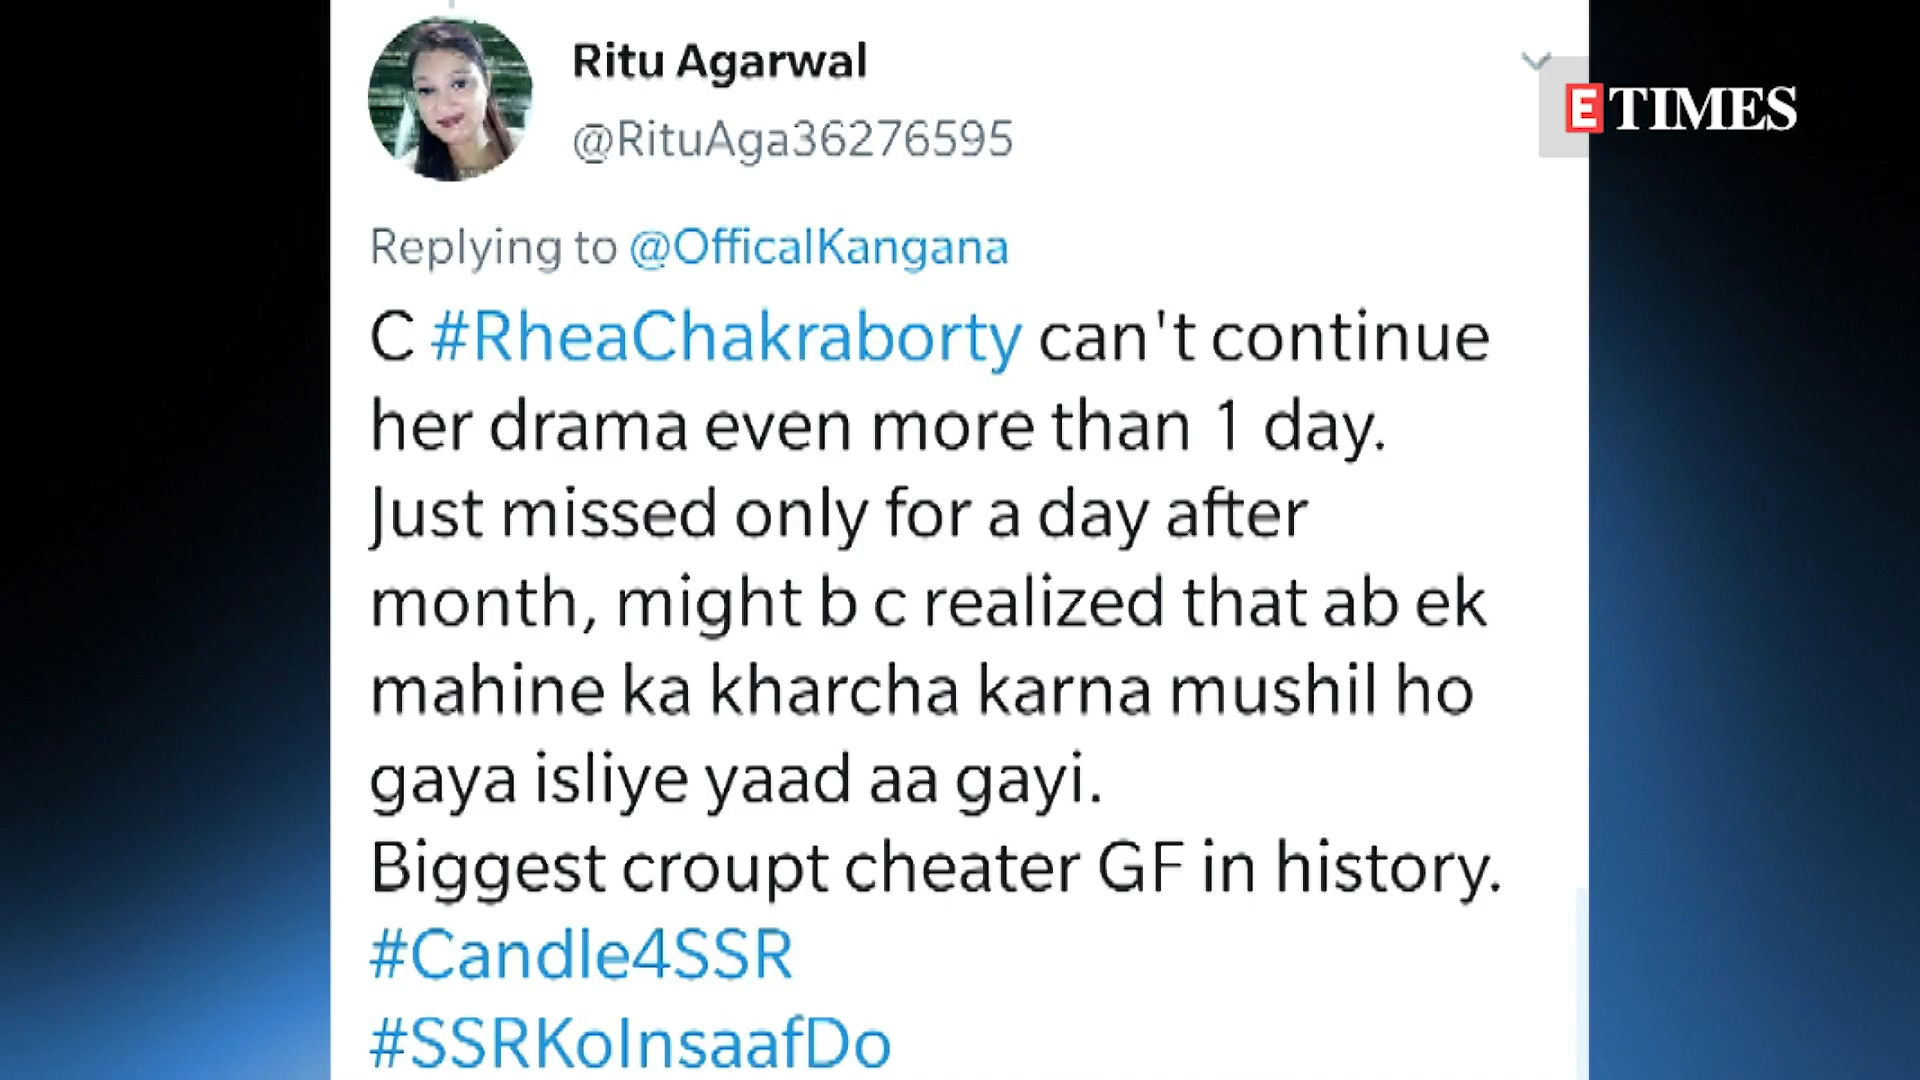 Ritu Agarwal
@RituAga36276595
E TIMES
Replying to @OfficalKangana
C #RheaChakraborty can't continue
her drama even more than 1 day.
Just missed only for a day after
month, might b c realized that ab ek
mahine ka kharcha karna mushil ho
gaya isliye yaad aa gayi.
Biggest croupt cheater GF in history.
#Candle4SSR
#SSRKoInsaafDo